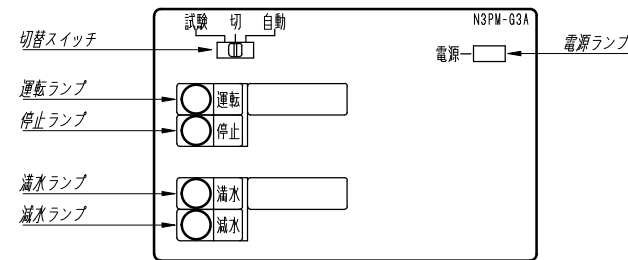 試験 切 自動 N3PM-G3A
切替スイッチ
電源 電源ランプ
運転ランプ 運転
停止ランプ 停止
満水ランプ 満水
減水ランプ 減水